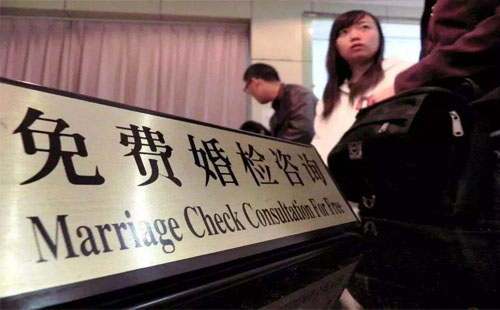 免费婚检咨询
Marriage Check Consultation For Free